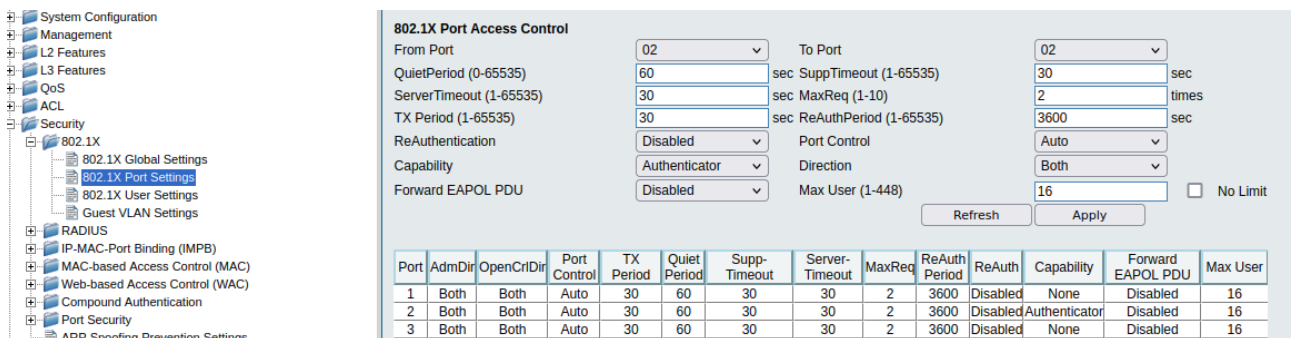 System Configuration
Management
L2 Features
L3 Features
QoS
ACL
Security
802.1X
802.1X Global Settings
802.1X Port Settings
802.1X User Settings
Guest VLAN Settings
RADIUS
IP-MAC-Port Binding (IMPB)
MAC-based Access Control (MAC)
Web-based Access Control (WAC)
Compound Authentication
Port Security
ARP Spoofing Prevention Settings
802.1X Port Access Control
From Port 02 To Port 02
QuietPeriod (0-65535) 60 sec SuppTimeout (1-65535) 30 sec
ServerTimeout (1-65535) 30 sec MaxReq (1-10) 2 times
TX Period (1-65535) 30 sec ReAuthPeriod (1-65535) 3600 sec
ReAuthentication Disabled Port Control Auto
Capability Authenticator Direction Both
Forward EAPOL PDU Disabled Max User (1-448) 16 No Limit
Refresh Apply
Port AdmDir OpenCrlDir Port Control TX Period Quiet Period Supp-Timeout Server-Timeout MaxReq ReAuth Period ReAuth Capability Forward EAPOL PDU Max User
1 Both Both Auto 30 60 30 30 2 3600 Disabled None Disabled 16
2 Both Both Auto 30 60 30 30 2 3600 Disabled Authenticator Disabled 16
3 Both Both Auto 30 60 30 30 2 3600 Disabled None Disabled 16